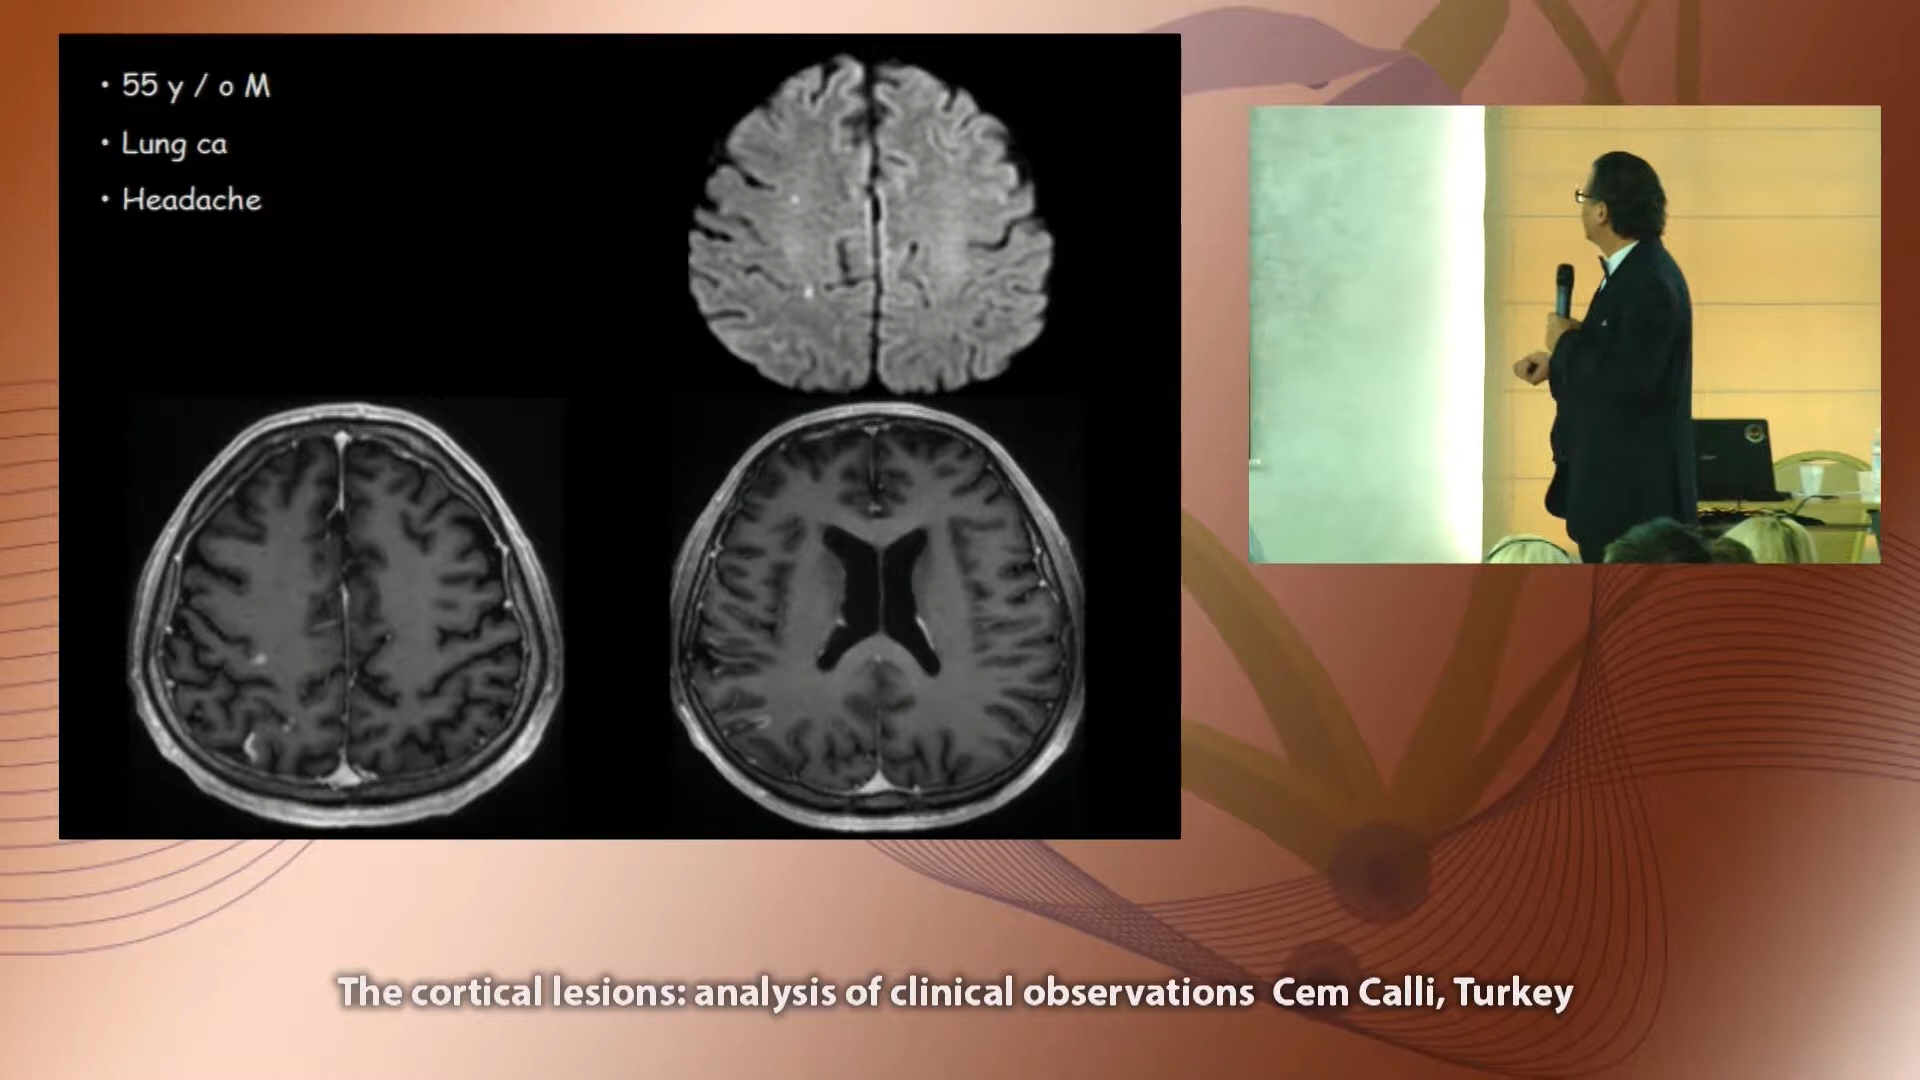 • 55 y / o M
• Lung ca
• Headache
The cortical lesions: analysis of clinical observations Cem Calli, Turkey